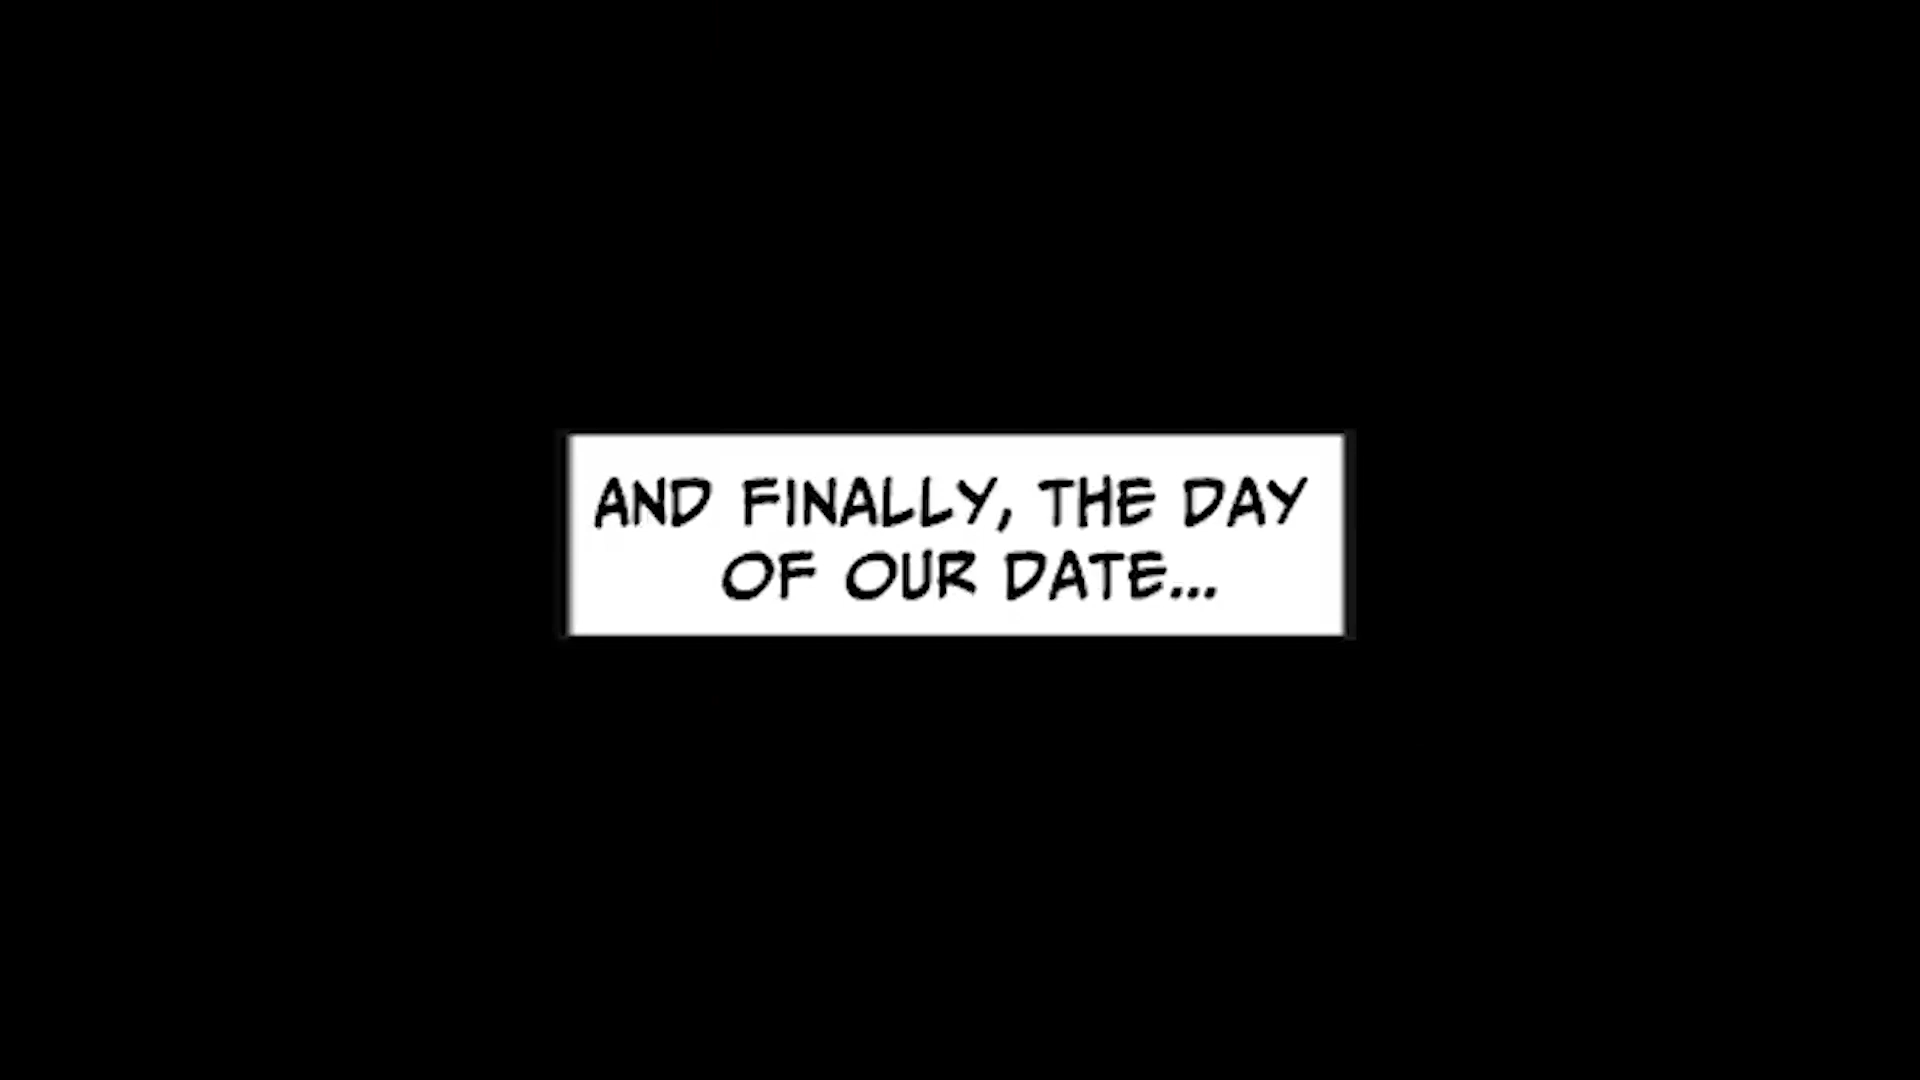 AND FINALLY, THE DAY
OF OUR DATE...